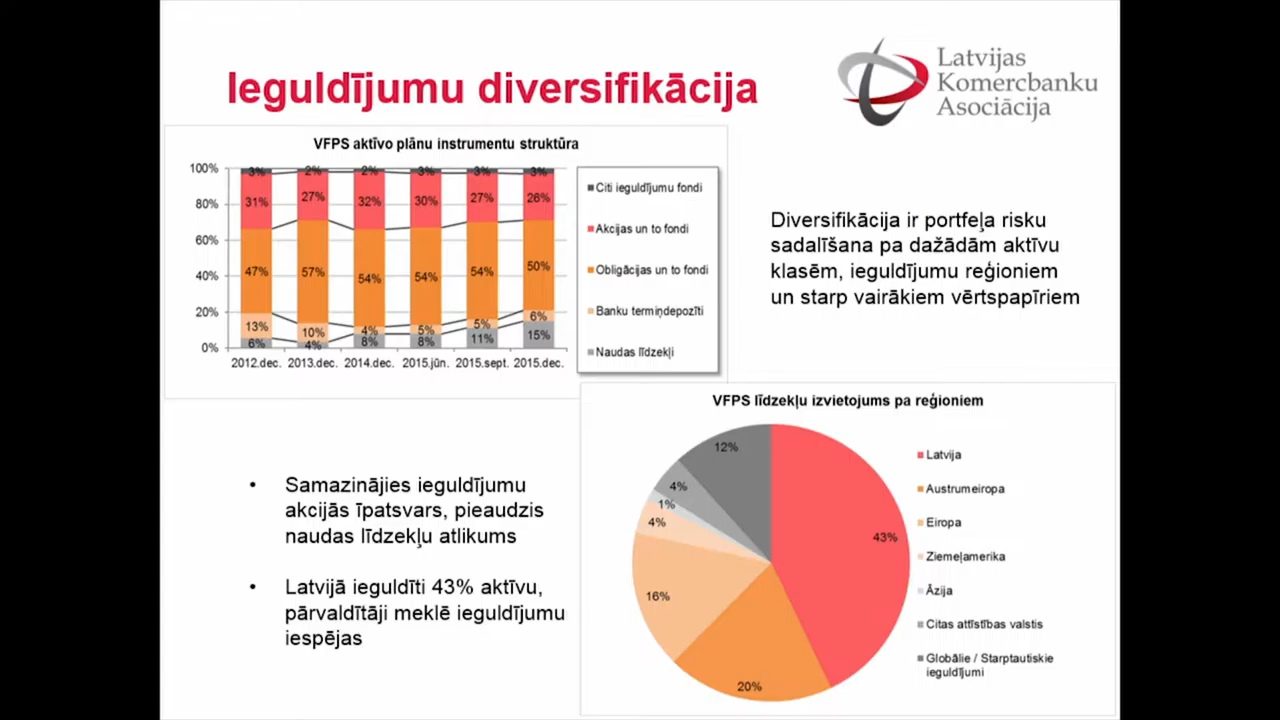 Ieguldījumu diversifikācija
Latvijas
Komercbanku
Asociācija
VFPS aktīvo plānu instrumentu struktūra
100%
80%
60%
40%
20%
0%
3% 2% 2% 3% 3% 3%
31% 27% 32% 30% 27% 26%
47% 57% 54% 54% 54% 50%
13% 10% 4% 5% 5% 6%
6% 4% 8% 8% 11% 15%
2012.dec. 2013.dec. 2014.dec. 2015.jūn. 2015.sept. 2015.dec.
Citi ieguldījumu fondi
Akcijas un to fondi
Obligācijas un to fondi
Banku termiņdepozīti
Naudas līdzekļi
Diversifikācija ir portfeļa risku
sadalīšana pa dažādām aktīvu
klasēm, ieguldījumu reģioniem
un starp vairākiem vērtspapīriem
• Samazinājies ieguldījumu
akcijās īpatsvars, pieaudzis
naudas līdzekļu atlikums
• Latvijā ieguldīti 43% aktīvu,
pārvaldītāji meklē ieguldījumu
iespējas
VFPS līdzekļu izvietojums pa reģioniem
43%
20%
16%
4%
1%
4%
12%
Latvija
Austrumeiropa
Eiropa
Ziemeļamerika
Āzija
Citas attīstības valstis
Globālie / Starptautiskie
ieguldījumi